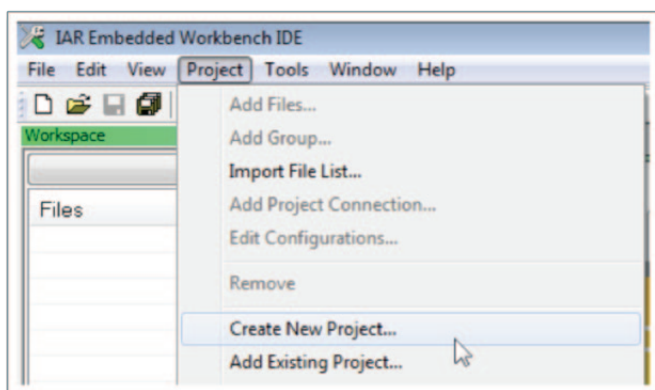 IAR Embedded Workbench IDE
File Edit View Project Tools Window Help
Workspace
Files
Add Files...
Add Group...
Import File List...
Add Project Connection...
Edit Configurations...
Remove
Create New Project...
Add Existing Project...